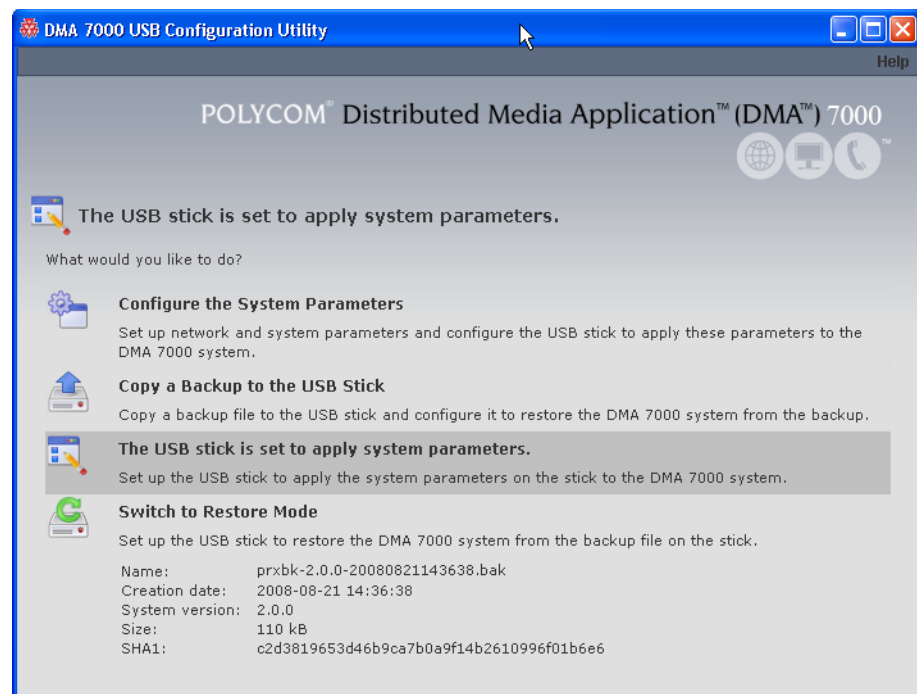 DMA 7000 USB Configuration Utility
Help
POLYCOM® Distributed Media Application™ (DMA™) 7000
™
The USB stick is set to apply system parameters.
What would you like to do?
Configure the System Parameters
Set up network and system parameters and configure the USB stick to apply these parameters to the
DMA 7000 system.
Copy a Backup to the USB Stick
Copy a backup file to the USB stick and configure it to restore the DMA 7000 system from the backup.
The USB stick is set to apply system parameters.
Set up the USB stick to apply the system parameters on the stick to the DMA 7000 system.
Switch to Restore Mode
Set up the USB stick to restore the DMA 7000 system from the backup file on the stick.
Name: prxbk-2.0.0-20080821143638.bak
Creation date: 2008-08-21 14:36:38
System version: 2.0.0
Size: 110 kB
SHA1: c2d3819653d46b9ca7b0a9f14b2610996f01b6e6